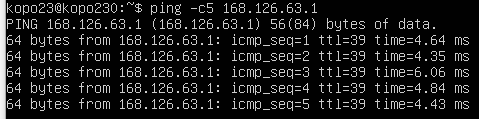 kopo23@kopo230:~$ ping -c5 168.126.63.1
PING 168.126.63.1 (168.126.63.1) 56(84) bytes of data.
64 bytes from 168.126.63.1: icmp_seq=1 ttl=39 time=4.64 ms
64 bytes from 168.126.63.1: icmp_seq=2 ttl=39 time=4.35 ms
64 bytes from 168.126.63.1: icmp_seq=3 ttl=39 time=6.06 ms
64 bytes from 168.126.63.1: icmp_seq=4 ttl=39 time=4.84 ms
64 bytes from 168.126.63.1: icmp_seq=5 ttl=39 time=4.43 ms